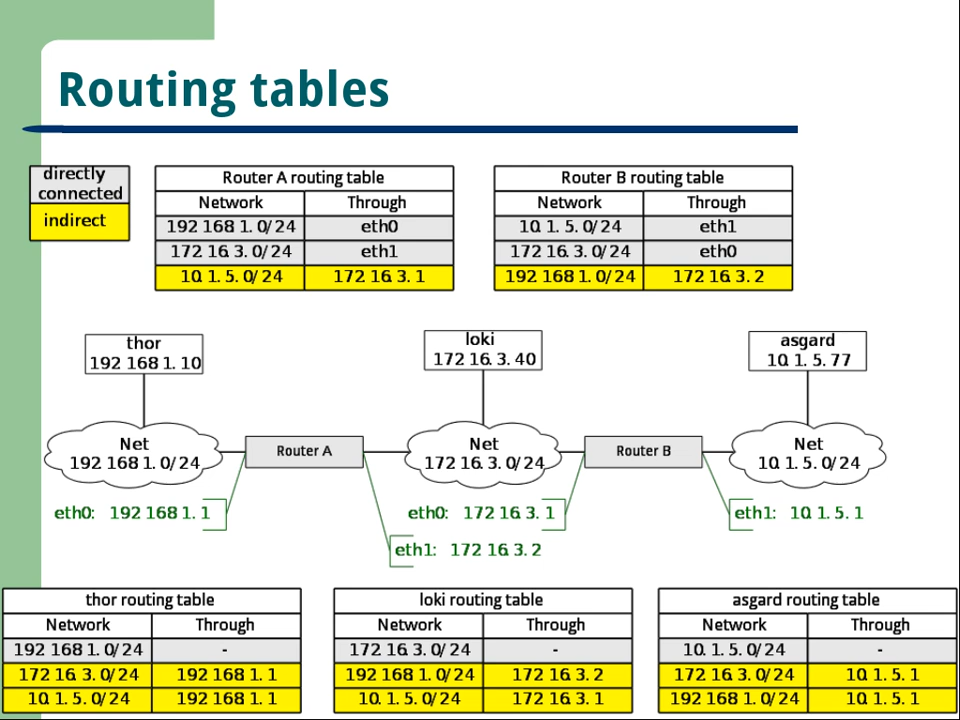 Routing tables
directly
connected
indirect
Router A routing table
Network Through
192 168 1. 0/24 eth0
172 16. 3. 0/24 eth1
10. 1. 5. 0/24 172 16. 3. 1
Router B routing table
Network Through
10. 1. 5. 0/24 eth1
172 16. 3. 0/24 eth0
192 168 1. 0/24 172 16. 3. 2
thor
192 168 1. 10
loki
172 16. 3. 40
asgard
10. 1. 5. 77
Net
192 168 1. 0/24
Router A
Net
172 16. 3. 0/24
Router B
Net
10. 1. 5. 0/24
eth0: 192 168 1. 1
eth0: 172 16. 3. 1
eth1: 10. 1. 5. 1
eth1: 172 16. 3. 2
thor routing table
Network Through
192 168 1. 0/24 -
172 16. 3. 0/24 192 168 1. 1
10. 1. 5. 0/24 192 168 1. 1
loki routing table
Network Through
172 16. 3. 0/24 -
192 168 1. 0/24 172 16. 3. 2
10. 1. 5. 0/24 172 16. 3. 1
asgard routing table
Network Through
10. 1. 5. 0/24 -
172 16. 3. 0/24 10. 1. 5. 1
192 168 1. 0/24 10. 1. 5. 1